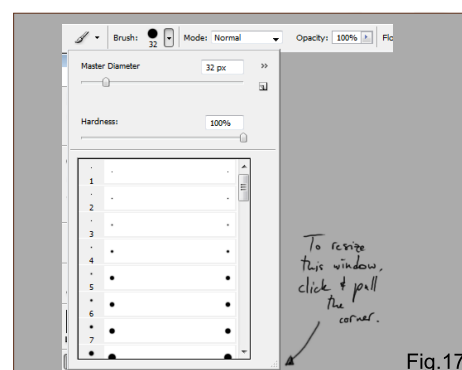 Brush: 32 Mode: Normal Opacity: 100% Flo
Master Diameter 32 px
Hardness: 100%
1
2
3
4
5
6
7
To resize
this window,
click & pull
the
corner.
Fig.17